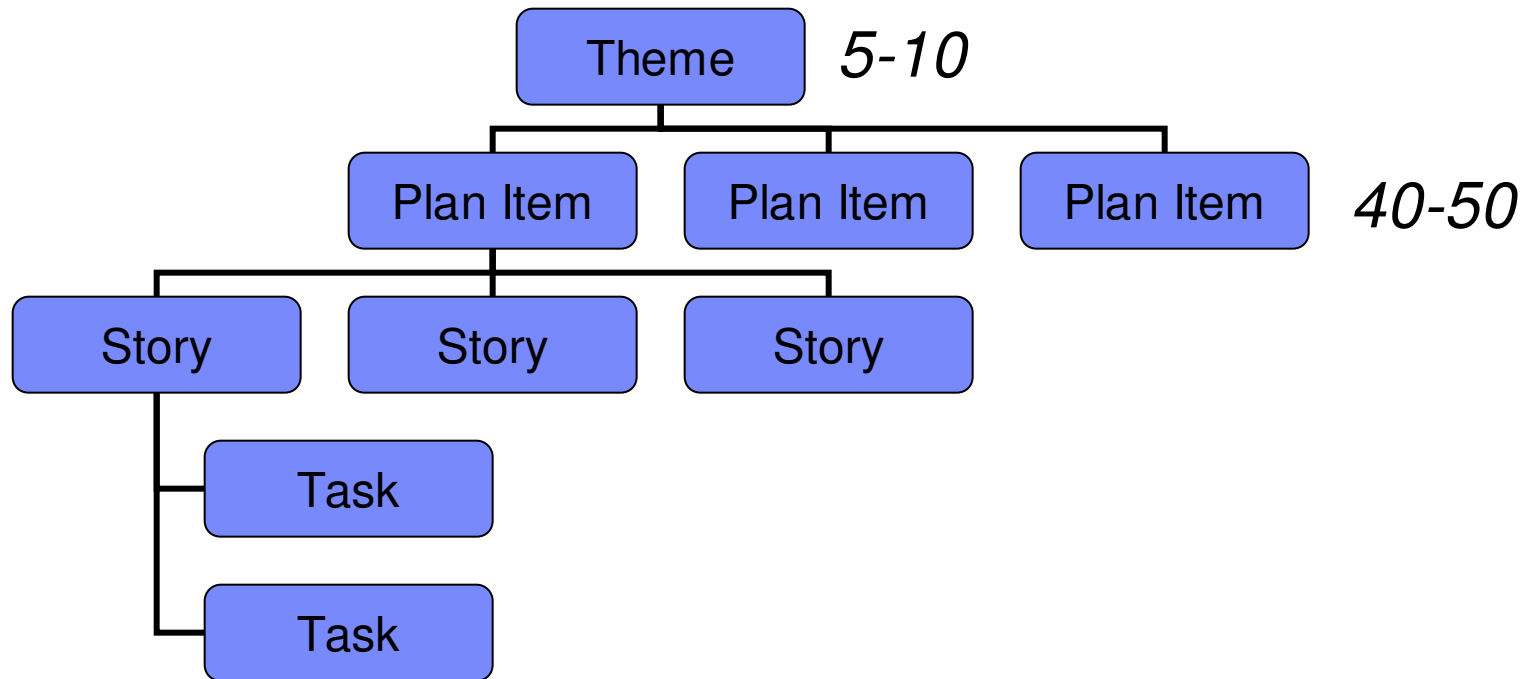 Theme 5-10
Plan Item Plan Item Plan Item 40-50
Story Story Story
Task
Task